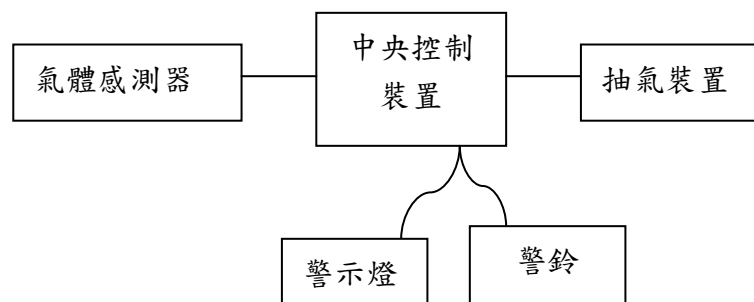 氣體感測器
中央控制
裝置
抽氣裝置
警示燈
警鈴